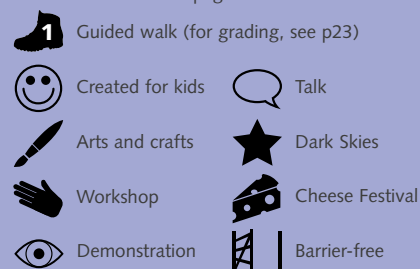 1 Guided walk (for grading, see p23)
Created for kids
Talk
Arts and crafts
Dark Skies
Workshop
Cheese Festival
Demonstration
Barrier-free